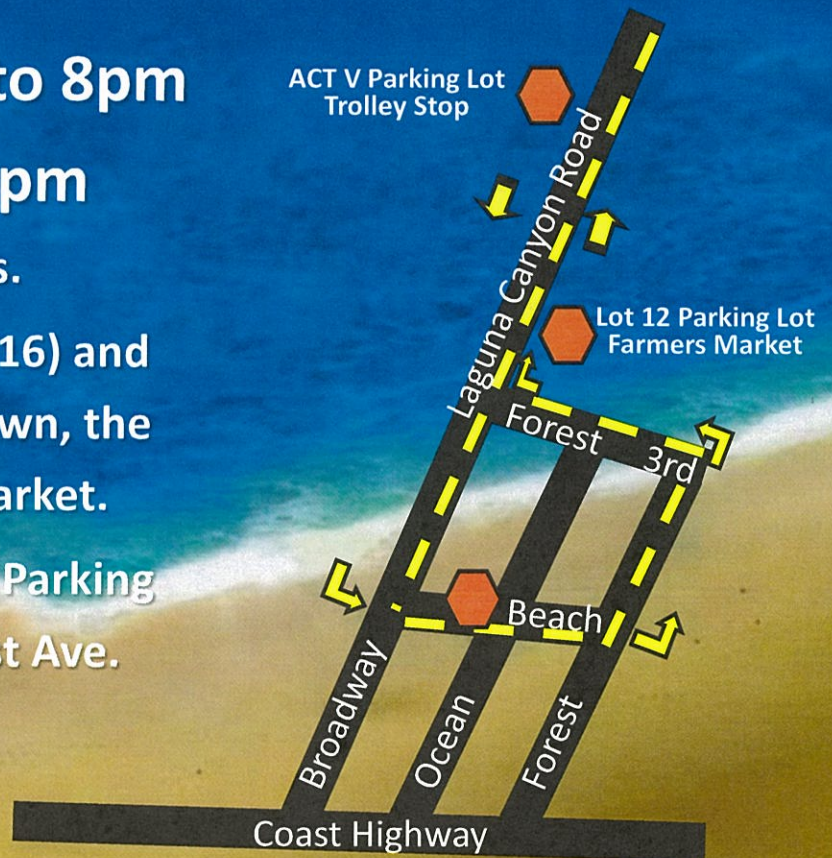 to 8pm
pm
s.
16) and
wn, the
arket.
Parking
st Ave.
ACT V Parking Lot
Trolley Stop
Laguna Canyon Road
Lot 12 Parking Lot
Farmers Market
Forest
3rd
Beach
Broadway
Ocean
Forest
Coast Highway